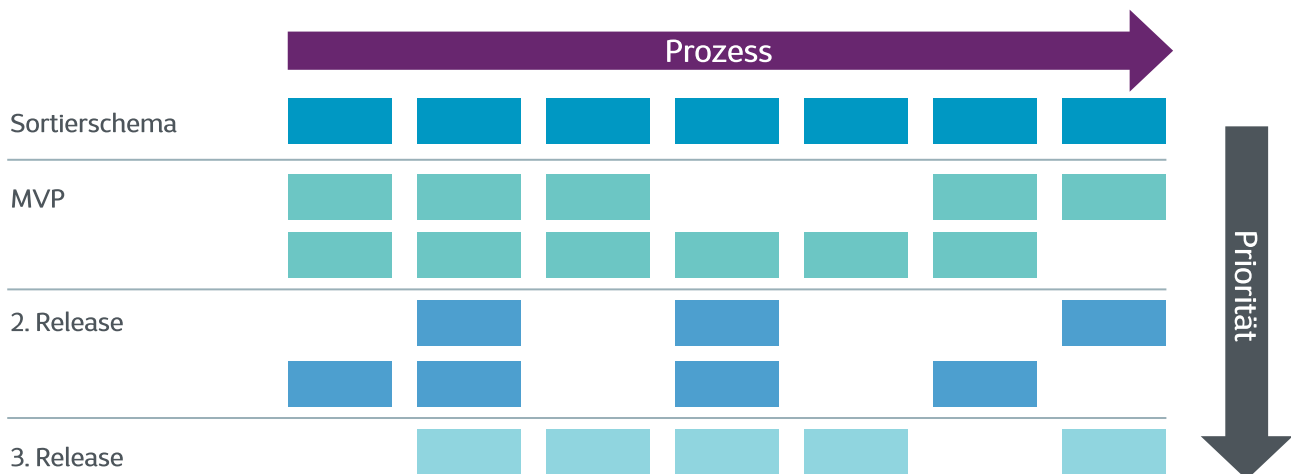 Prozess
Sortierschema
MVP
Priorität
2. Release
3. Release